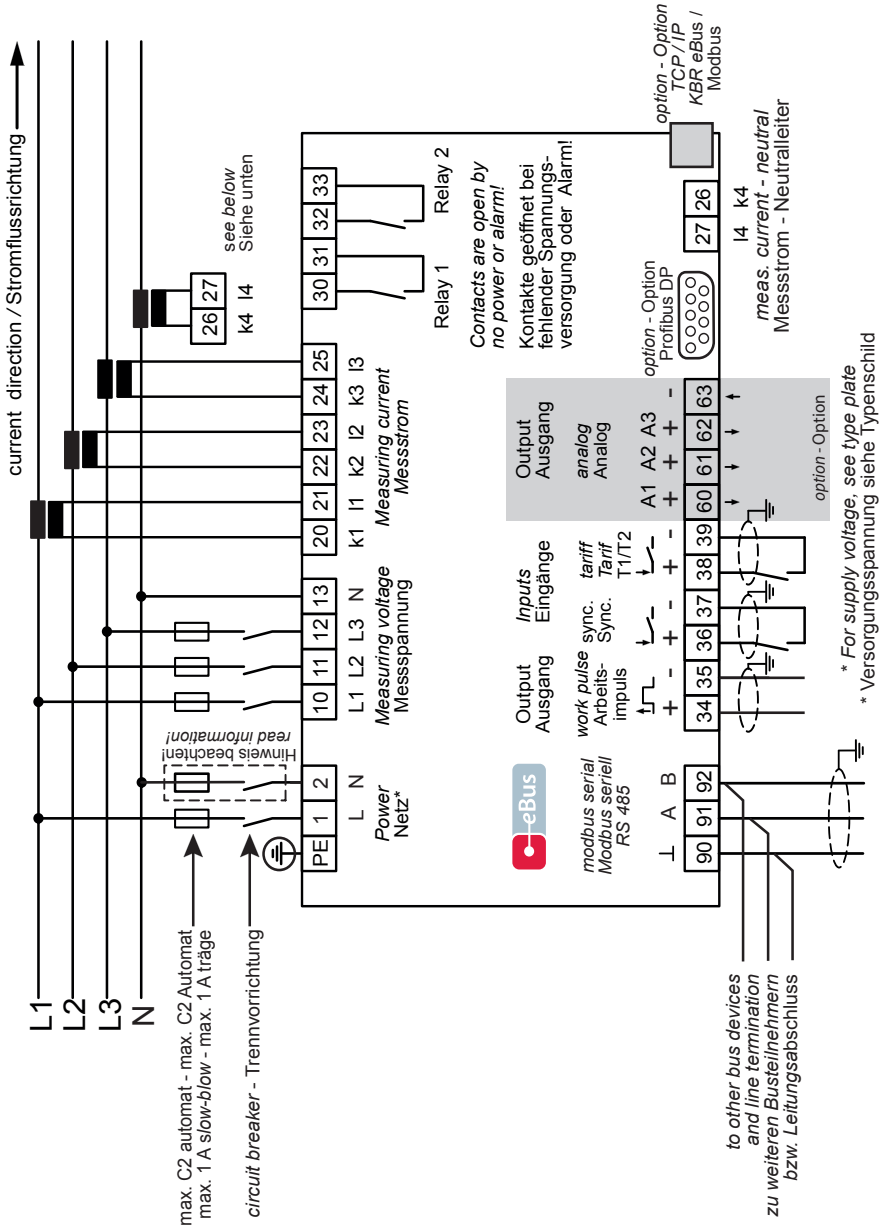 current direction / Stromflussrichtung
L1
L2
L3
N
max. C2 automat - max. C2 Automat
max. 1 A slow-blow - max. 1 A träge
circuit breaker - Trennvorrichtung
Hinweis beachten!
read information!
see below
Siehe unten
26 27
k4 l4
PE 1 2
L N
Power
Netz*
10 11 12 13
L1 L2 L3 N
Measuring voltage
Messspannung
20 21 22 23 24 25
k1 l1 k2 l2 k3 l3
Measuring current
Messstrom
30 31 32 33
Relay 1 Relay 2
Contacts are open by
no power or alarm!
Kontakte geöffnet bei
fehlender Spannungs-
versorgung oder Alarm!
eBus
modbus serial
Modbus seriell
RS 485
⊥ A B
90 91 92
Output
Ausgang
work pulse
Arbeits-
impuls
+ -
34 35
Inputs
Eingänge
sync.
Sync.
+ -
36 37
tariff
Tarif
T1/T2
+ -
38 39
Output
Ausgang
analog
Analog
A1 A2 A3
+ + + -
60 61 62 63
option - Option
option - Option
Profibus DP
27 26
l4 k4
meas. current - neutral
Messstrom - Neutralleiter
option - Option
TCP / IP
KBR eBus /
Modbus
to other bus devices
and line termination
zu weiteren Busteilnehmern
bzw. Leitungsabschluss
* For supply voltage, see type plate
* Versorgungsspannung siehe Typenschild